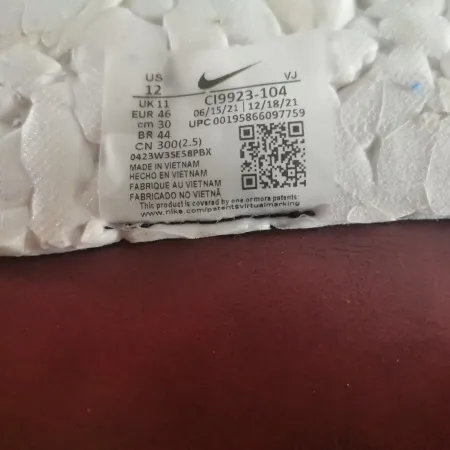 US VJ
12
UK 11 CI9923-104
EUR 46 06/15/21 12/18/21
cm 30 UPC 00195866097759
BR 44
CN 300(2.5)
0423W3SE58PBX
MADE IN VIETNAM
HECHO EN VIETNAM
FABRIQUE AU VIETNAM
FABRICADO NO VIETNÃ
This product is covered by one or more patents
www.nike.com/patentsvirtualmarking